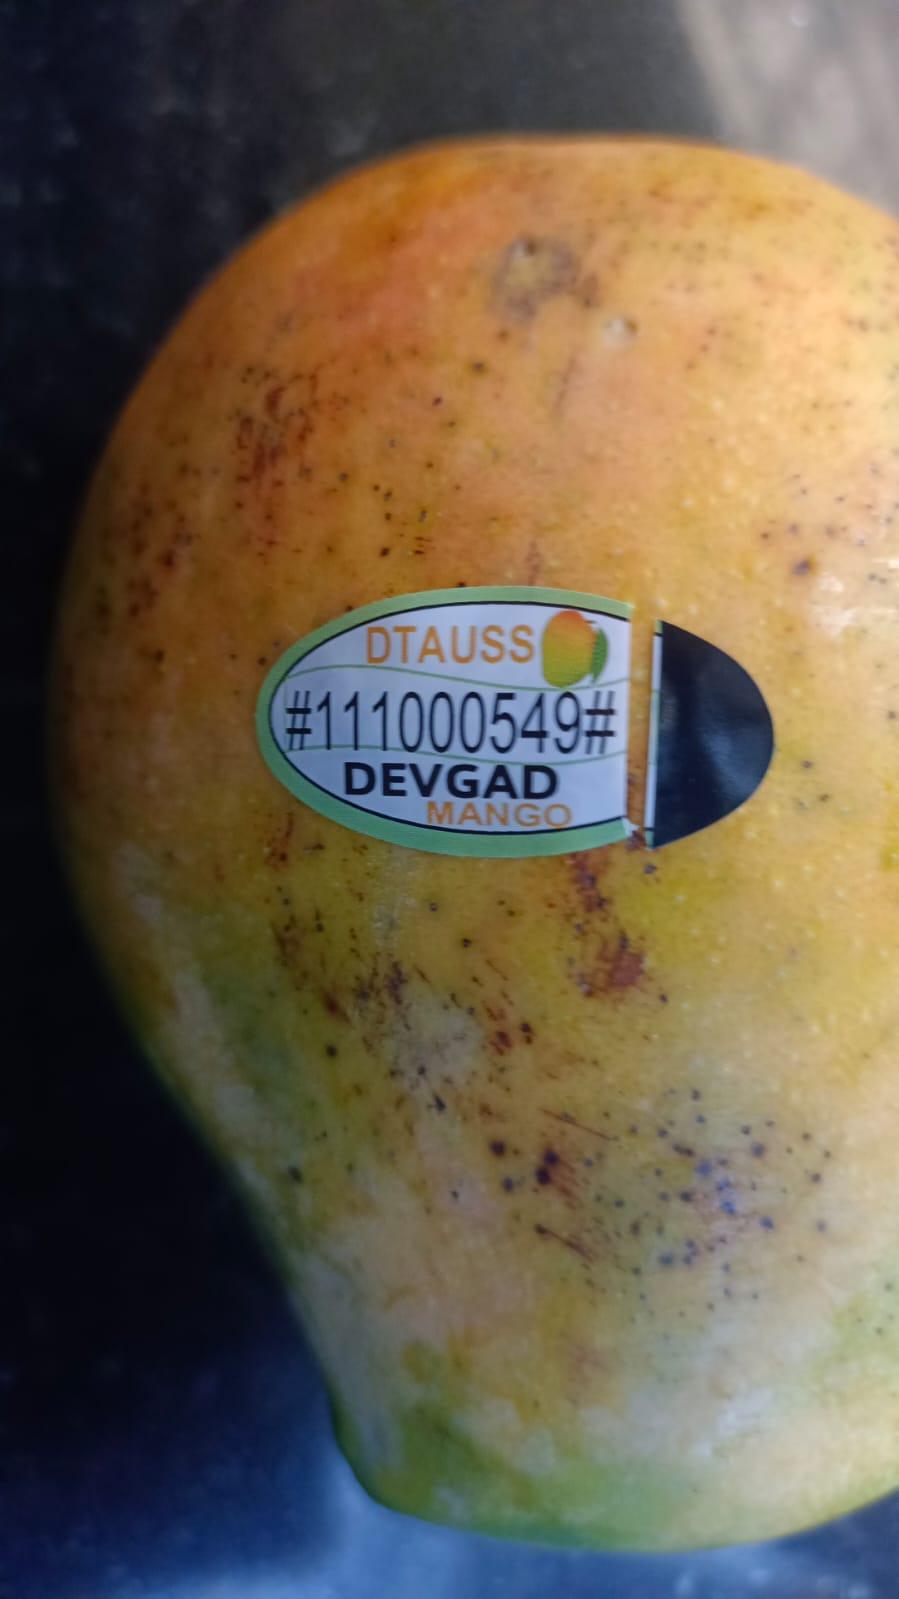 DTAUSS
#111000549#
DEVGAD
MANGO